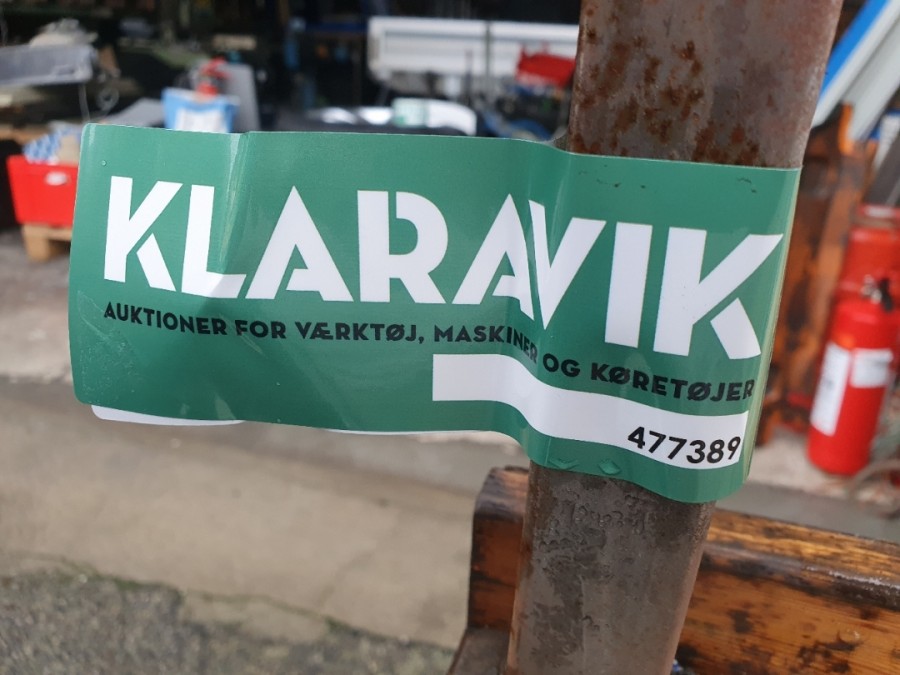 KLARAVIK
AUKTIONER FOR VÆRKTØJ, MASKINER OG KØRETØJER
477389